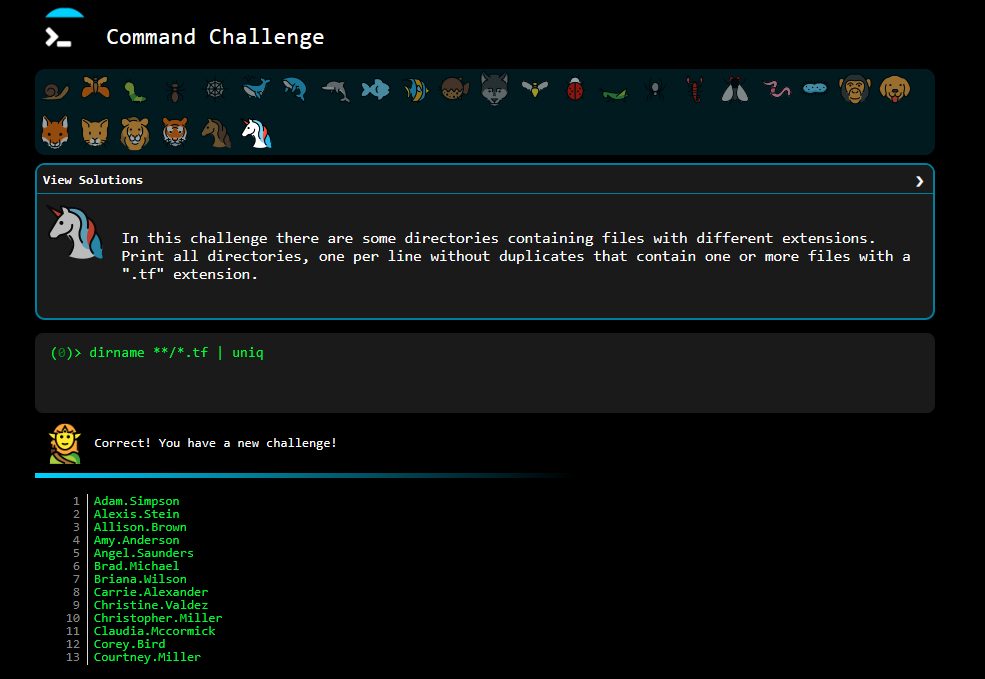 Command Challenge
View Solutions
In this challenge there are some directories containing files with different extensions.
Print all directories, one per line without duplicates that contain one or more files with a
".tf" extension.
(0)> dirname **/*.tf | uniq
Correct! You have a new challenge!
1 Adam.Simpson
2 Alexis.Stein
3 Allison.Brown
4 Amy.Anderson
5 Angel.Saunders
6 Brad.Michael
7 Briana.Wilson
8 Carrie.Alexander
9 Christine.Valdez
10 Christopher.Miller
11 Claudia.Mccormick
12 Corey.Bird
13 Courtney.Miller